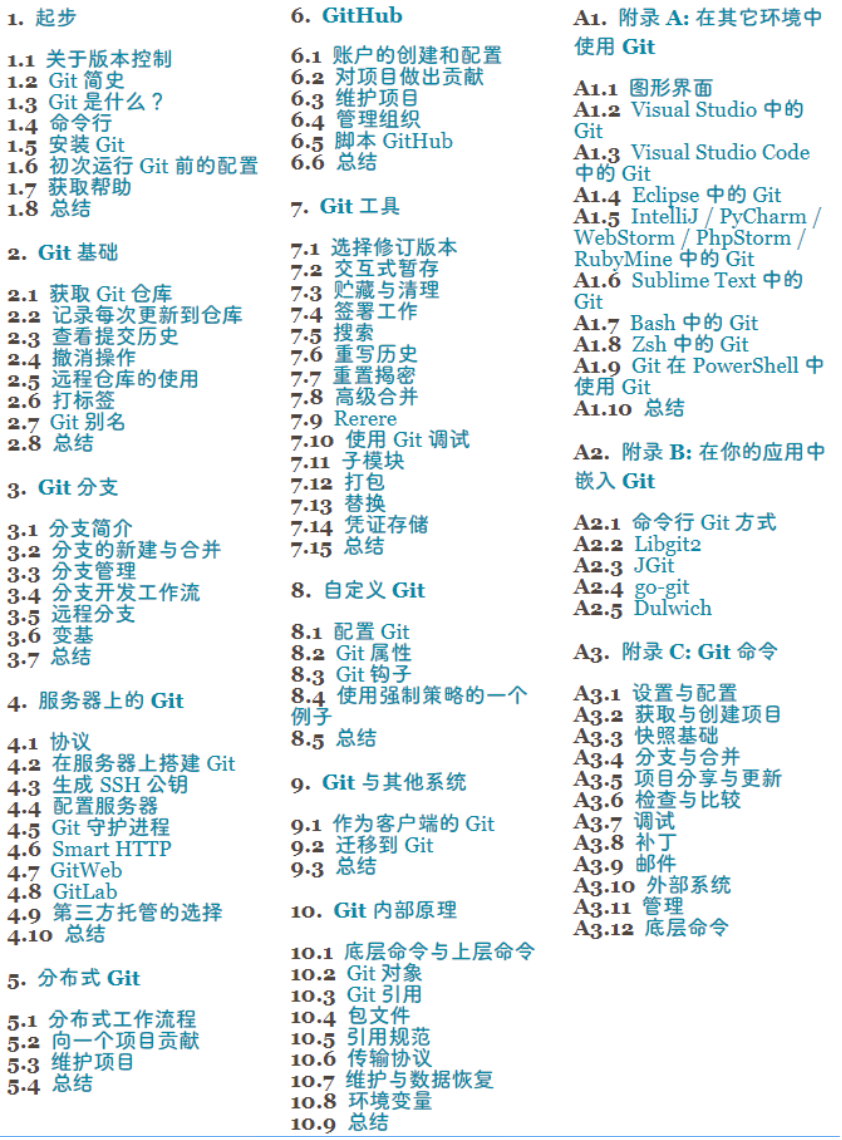 1. 起步
1.1 关于版本控制
1.2 Git 简史
1.3 Git 是什么？
1.4 命令行
1.5 安装 Git
1.6 初次运行 Git 前的配置
1.7 获取帮助
1.8 总结
2. Git 基础
2.1 获取 Git 仓库
2.2 记录每次更新到仓库
2.3 查看提交历史
2.4 撤消操作
2.5 远程仓库的使用
2.6 打标签
2.7 Git 别名
2.8 总结
3. Git 分支
3.1 分支简介
3.2 分支的新建与合并
3.3 分支管理
3.4 分支开发工作流
3.5 远程分支
3.6 变基
3.7 总结
4. 服务器上的 Git
4.1 协议
4.2 在服务器上搭建 Git
4.3 生成 SSH 公钥
4.4 配置服务器
4.5 Git 守护进程
4.6 Smart HTTP
4.7 GitWeb
4.8 GitLab
4.9 第三方托管的选择
4.10 总结
5. 分布式 Git
5.1 分布式工作流程
5.2 向一个项目贡献
5.3 维护项目
5.4 总结
6. GitHub
6.1 账户的创建和配置
6.2 对项目做出贡献
6.3 维护项目
6.4 管理组织
6.5 脚本 GitHub
6.6 总结
7. Git 工具
7.1 选择修订版本
7.2 交互式暂存
7.3 贮藏与清理
7.4 签署工作
7.5 搜索
7.6 重写历史
7.7 重置揭密
7.8 高级合并
7.9 Rerere
7.10 使用 Git 调试
7.11 子模块
7.12 打包
7.13 替换
7.14 凭证存储
7.15 总结
8. 自定义 Git
8.1 配置 Git
8.2 Git 属性
8.3 Git 钩子
8.4 使用强制策略的一个
例子
8.5 总结
9. Git 与其他系统
9.1 作为客户端的 Git
9.2 迁移到 Git
9.3 总结
10. Git 内部原理
10.1 底层命令与上层命令
10.2 Git 对象
10.3 Git 引用
10.4 包文件
10.5 引用规范
10.6 传输协议
10.7 维护与数据恢复
10.8 环境变量
10.9 总结
A1. 附录 A: 在其它环境中
使用 Git
A1.1 图形界面
A1.2 Visual Studio 中的
Git
A1.3 Visual Studio Code
中的 Git
A1.4 Eclipse 中的 Git
A1.5 IntelliJ / PyCharm /
WebStorm / PhpStorm /
RubyMine 中的 Git
A1.6 Sublime Text 中的
Git
A1.7 Bash 中的 Git
A1.8 Zsh 中的 Git
A1.9 Git 在 PowerShell 中
使用 Git
A1.10 总结
A2. 附录 B: 在你的应用中
嵌入 Git
A2.1 命令行 Git 方式
A2.2 Libgit2
A2.3 JGit
A2.4 go-git
A2.5 Dulwich
A3. 附录 C: Git 命令
A3.1 设置与配置
A3.2 获取与创建项目
A3.3 快照基础
A3.4 分支与合并
A3.5 项目分享与更新
A3.6 检查与比较
A3.7 调试
A3.8 补丁
A3.9 邮件
A3.10 外部系统
A3.11 管理
A3.12 底层命令